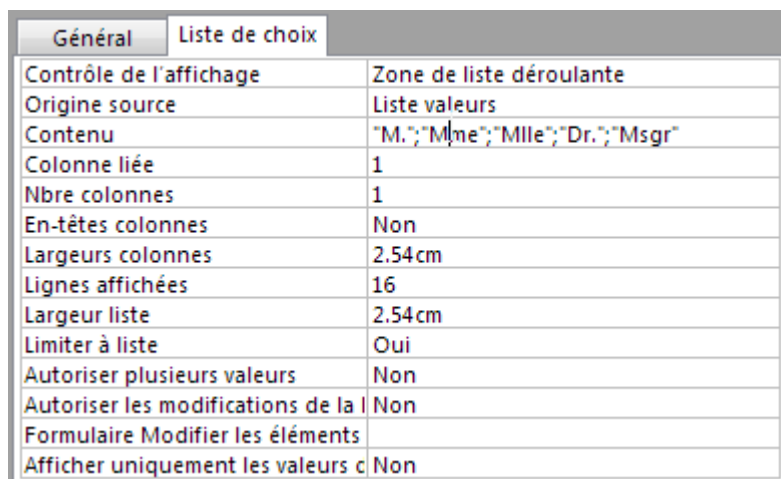 Général Liste de choix
Contrôle de l'affichage Zone de liste déroulante
Origine source Liste valeurs
Contenu "M.";"Mme";"Mlle";"Dr.";"Msgr"
Colonne liée 1
Nbre colonnes 1
En-têtes colonnes Non
Largeurs colonnes 2.54cm
Lignes affichées 16
Largeur liste 2.54cm
Limiter à liste Oui
Autoriser plusieurs valeurs Non
Autoriser les modifications de la l Non
Formulaire Modifier les éléments
Afficher uniquement les valeurs c Non